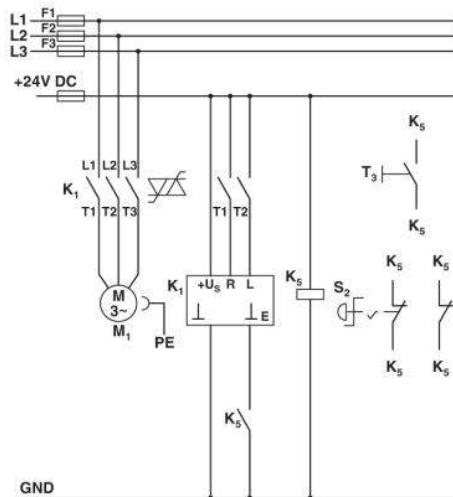 L1 F1
L2 F2
L3 F3
+24V DC
K5
L1 L2 L3
T3
K1
T1 T2 T3
T1 T2
K5
K1 +US R L
K5 S2 K5 K5
M
3~
E
M1
PE
K5 K5
K5
GND